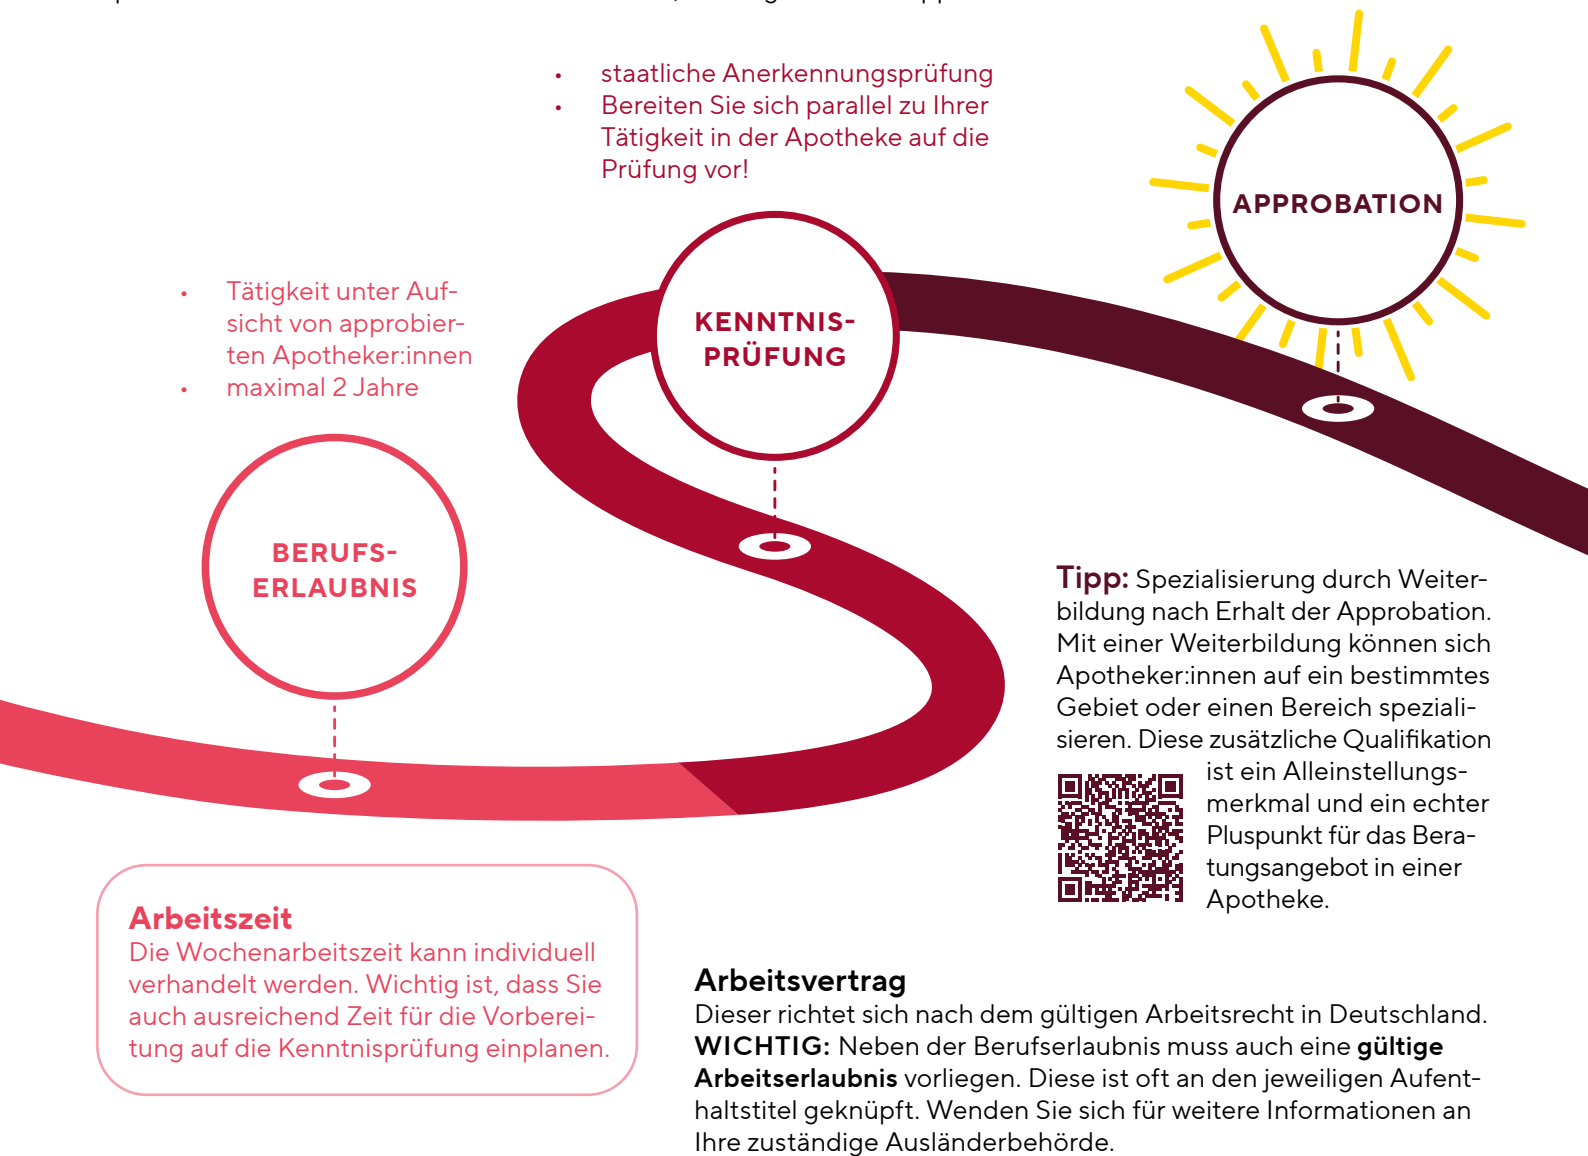 • staatliche Anerkennungsprüfung
• Bereiten Sie sich parallel zu Ihrer
Tätigkeit in der Apotheke auf die
Prüfung vor!
APPROBATION
KENNTNIS-
PRÜFUNG
• Tätigkeit unter Auf-
sicht von approbier-
ten Apotheker:innen
• maximal 2 Jahre
BERUFS-
ERLAUBNIS
Tipp: Spezialisierung durch Weiter-
bildung nach Erhalt der Approbation.
Mit einer Weiterbildung können sich
Apotheker:innen auf ein bestimmtes
Gebiet oder einen Bereich speziali-
sieren. Diese zusätzliche Qualifikation
ist ein Alleinstellungs-
merkmal und ein echter
Pluspunkt für das Bera-
tungsangebot in einer
Apotheke.
Arbeitszeit
Die Wochenarbeitszeit kann individuell
verhandelt werden. Wichtig ist, dass Sie
auch ausreichend Zeit für die Vorberei-
tung auf die Kenntnisprüfung einplanen.
Arbeitsvertrag
Dieser richtet sich nach dem gültigen Arbeitsrecht in Deutschland.
WICHTIG: Neben der Berufserlaubnis muss auch eine gültige
Arbeitserlaubnis vorliegen. Diese ist oft an den jeweiligen Aufent-
haltstitel geknüpft. Wenden Sie sich für weitere Informationen an
Ihre zuständige Ausländerbehörde.